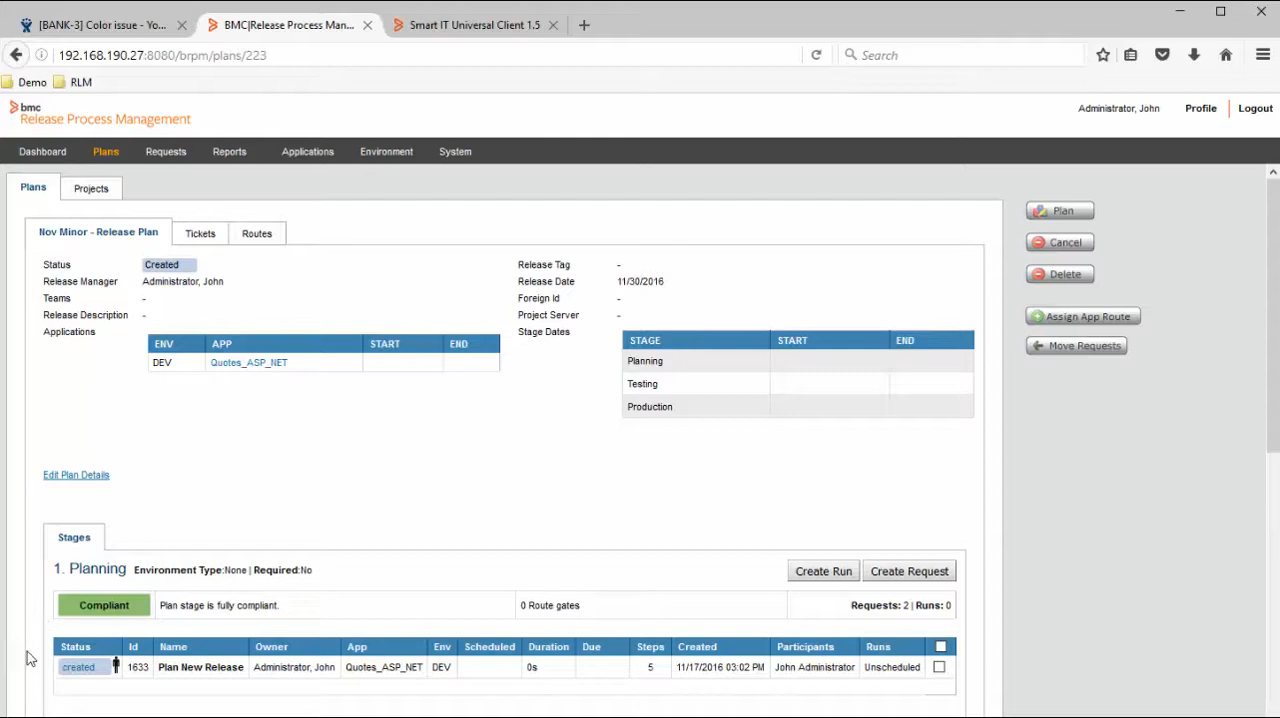 [BANK-3] Color issue - Yo...
BMC|Release Process Man...
Smart IT Universal Client 1.5
192.168.190.27:8080/brpm/plans/223
Search
Demo
RLM
bmc
Release Process Management
Administrator, John
Profile
Logout
Dashboard
Plans
Requests
Reports
Applications
Environment
System
Plans
Projects
Nov Minor - Release Plan
Tickets
Routes
Status Created
Release Manager Administrator, John
Teams -
Release Description -
Applications
ENV APP START END
DEV Quotes_ASP_NET
Release Tag -
Release Date 11/30/2016
Foreign Id -
Project Server -
Stage Dates
STAGE START END
Planning
Testing
Production
Plan
Cancel
Delete
Assign App Route
Move Requests
Edit Plan Details
Stages
1. Planning Environment Type:None | Required:No
Create Run
Create Request
Compliant Plan stage is fully compliant. 0 Route gates Requests: 2 | Runs: 0
Status Id Name Owner App Env Scheduled Duration Due Steps Created Participants Runs
created 1633 Plan New Release Administrator, John Quotes_ASP_NET DEV 0s 5 11/17/2016 03:02 PM John Administrator Unscheduled